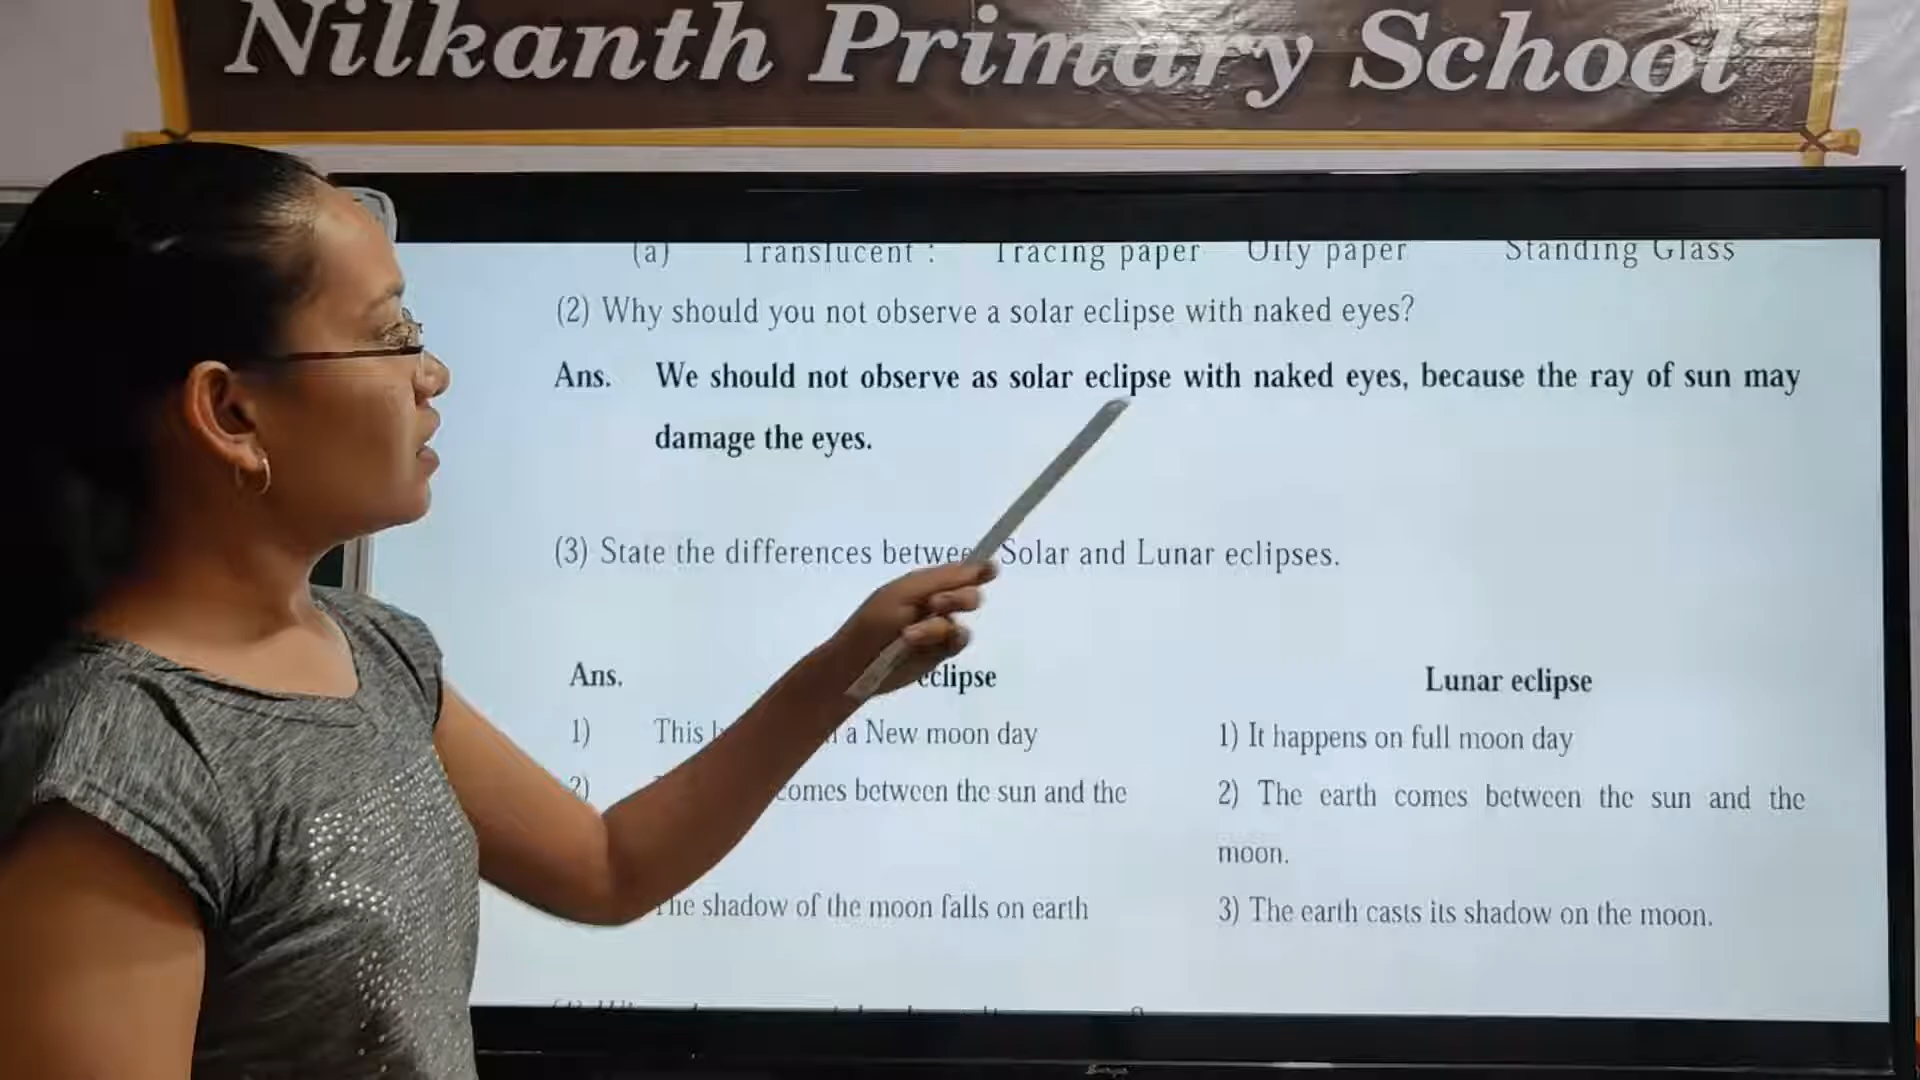 Nilkanth Primary School
(a) Translucent : Tracing paper Oily paper Standing Glass
(2) Why should you not observe a solar eclipse with naked eyes?
Ans. We should not observe as solar eclipse with naked eyes, because the ray of sun may
damage the eyes.
(3) State the differences between Solar and Lunar eclipses.
Ans. eclipse Lunar eclipse
1) This a New moon day 1) It happens on full moon day
2) comes between the sun and the 2) The earth comes between the sun and the
moon.
The shadow of the moon falls on earth 3) The earth casts its shadow on the moon.